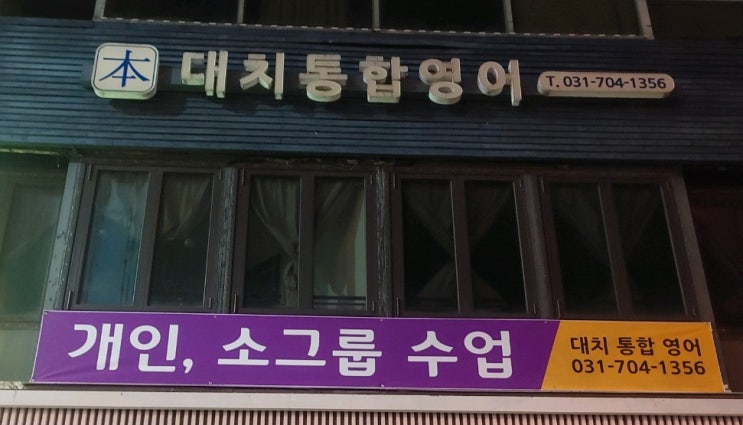 本 대치통합영어 T. 031-704-1356
개인, 소그룹 수업
대치 통합 영어
031-704-1356